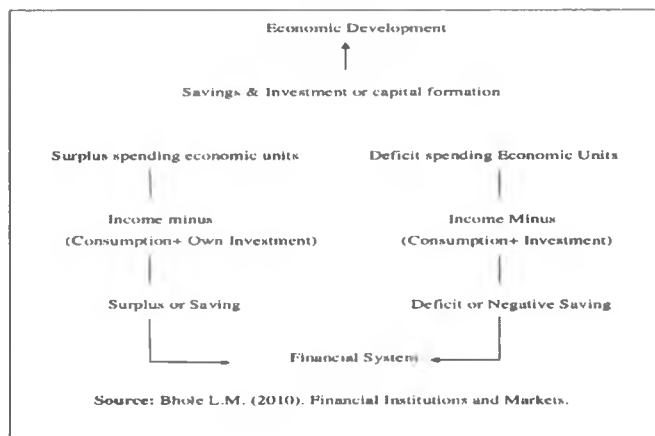 Economic Development
Savings & Investment or capital formation
Surplus spending economic units
Deficit spending Economic Units
Income minus
(Consumption+ Own Investment)
Income Minus
(Consumption+ Investment)
Surplus or Saving
Deficit or Negative Saving
Financial System
Source: Bhole L.M. (2010). Financial Institutions and Markets.